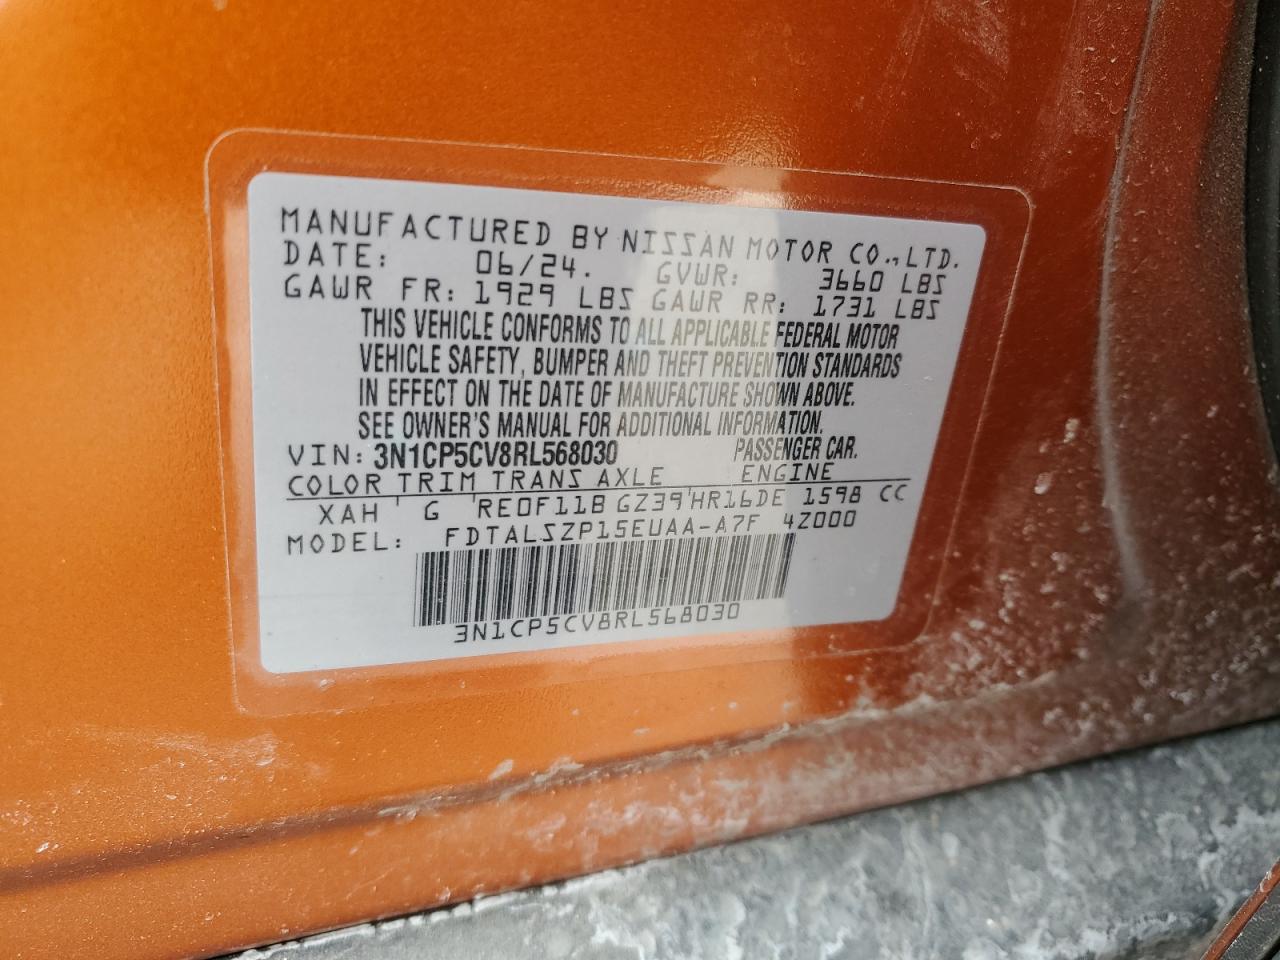 MANUFACTURED BY NISSAN MOTOR CO.,LTD.
DATE: 06/24. GVWR: 3660 LBS
GAWR FR: 1929 LBS GAWR RR: 1731 LBS
THIS VEHICLE CONFORMS TO ALL APPLICABLE FEDERAL MOTOR
VEHICLE SAFETY, BUMPER AND THEFT PREVENTION STANDARDS
IN EFFECT ON THE DATE OF MANUFACTURE SHOWN ABOVE.
SEE OWNER'S MANUAL FOR ADDITIONAL INFORMATION.
VIN: 3N1CP5CV8RL568030 PASSENGER CAR.
COLOR TRIM TRANS AXLE ENGINE
XAH ' G 'RE0F11B GZ39'HR16DE 1598 CC
MODEL: FDTALSZP15EUAA-A7F 4Z000
3N1CP5CV8RL568030